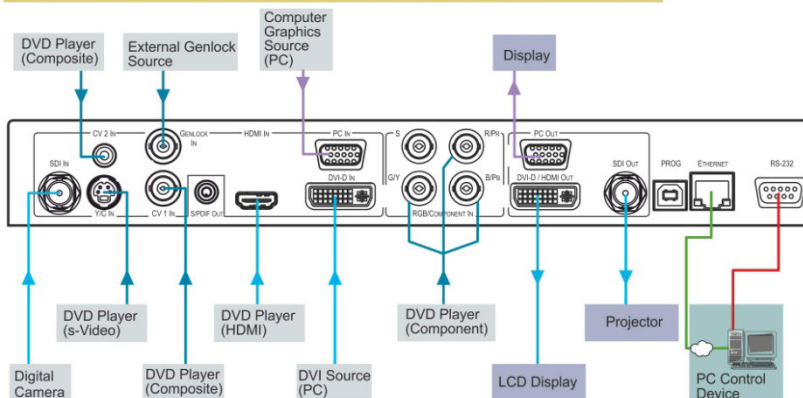 DVD Player
(Composite)
External Genlock
Source
Computer
Graphics
Source
(PC)
Display
CV 2 IN
GENLOCK
IN
HDMI IN
PC IN
S
R/PR
PC OUT
SDI IN
DVI-D IN
G/Y
B/PB
DVI-D / HDMI OUT
SDI OUT
PROG
ETHERNET
RS-232
Y/C IN
CV 1 IN
S/PDIF OUT
RGB/COMPONENT IN
DVD Player
(s-Video)
DVD Player
(HDMI)
DVD Player
(Component)
Projector
Digital
Camera
DVD Player
(Composite)
DVI Source
(PC)
LCD Display
PC Control
Device